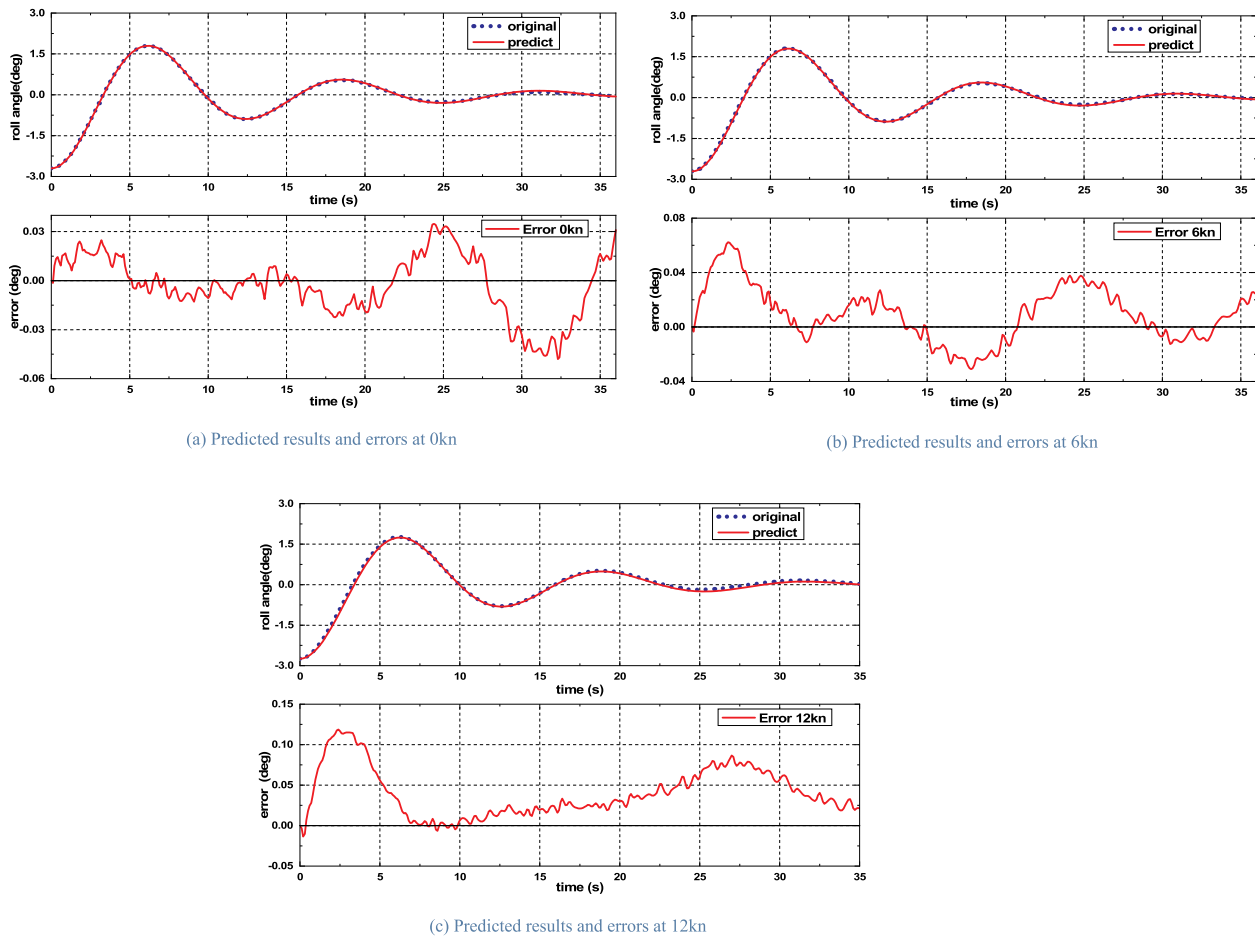 3.0
1.5
0.0
-1.5
-3.0
roll angle(deg)
original
predict
0 5 10 15 20 25 30 35
time (s)
0.03
0.00
-0.03
-0.06
error (deg)
Error 0kn
0 5 10 15 20 25 30 35
time (s)
(a) Predicted results and errors at 0kn
3.0
1.5
0.0
-1.5
-3.0
roll angle(deg)
original
predict
0 5 10 15 20 25 30 35
time (s)
0.08
0.04
0.00
-0.04
error (deg)
Error 6kn
0 5 10 15 20 25 30 35
time (s)
(b) Predicted results and errors at 6kn
3.0
1.5
0.0
-1.5
-3.0
roll angle(deg)
original
predict
0 5 10 15 20 25 30 35
time (s)
0.15
0.10
0.05
0.00
-0.05
error (deg)
Error 12kn
0 5 10 15 20 25 30 35
time (s)
(c) Predicted results and errors at 12kn